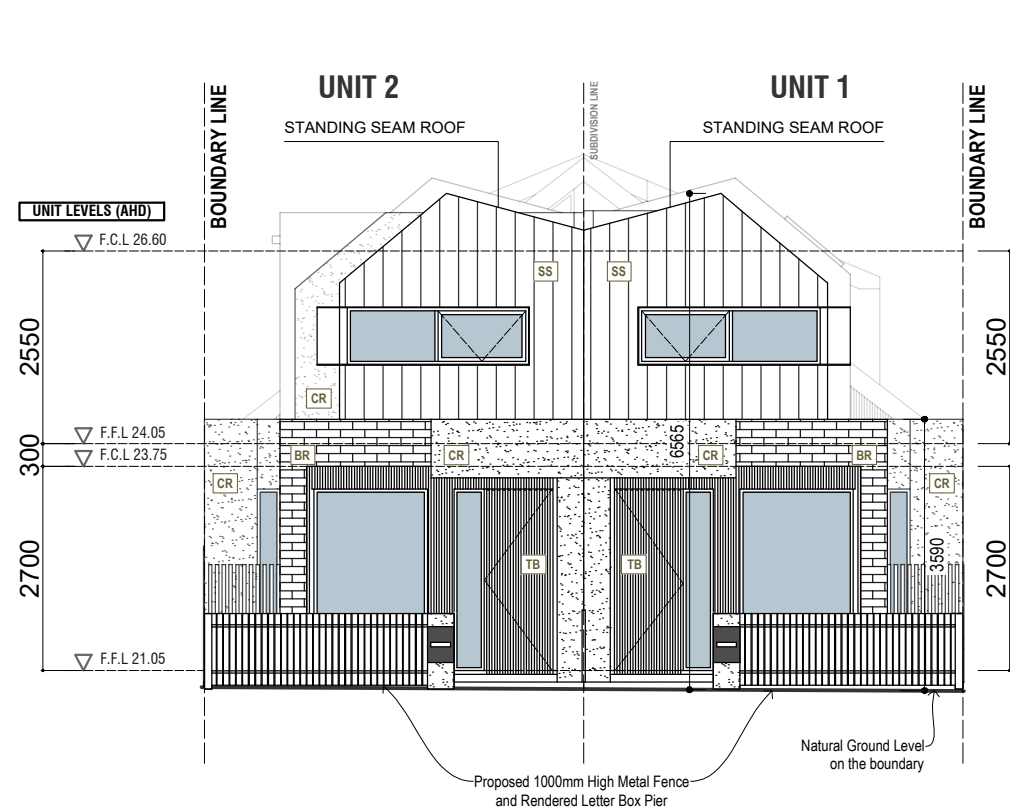 UNIT 2
UNIT 1
BOUNDARY LINE
SUBDIVISION LINE
BOUNDARY LINE
STANDING SEAM ROOF
STANDING SEAM ROOF
UNIT LEVELS (AHD)
F.C.L 26.60
SS
SS
2550
2550
CR
F.F.L 24.05
300
F.C.L 23.75
BR
CR
6565
CR
BR
CR
CR
2700
TB
TB
3590
2700
F.F.L 21.05
Natural Ground Level
on the boundary
Proposed 1000mm High Metal Fence
and Rendered Letter Box Pier